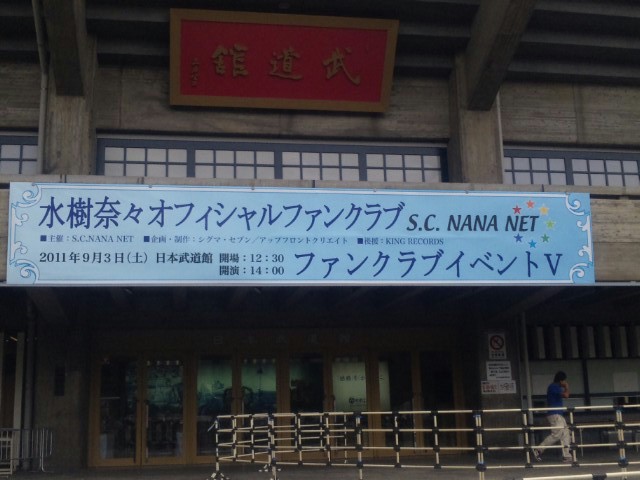 武道館
水樹奈々オフィシャルファンクラブ S.C. NANA NET
■主催：S.C.NANA NET ■企画・制作：シグマ・セブン／アップフロントクリエイト ■後援：KING RECORDS
2011年9月3日(土) 日本武道館 開場：12：30
開演：14：00
ファンクラブイベントⅤ